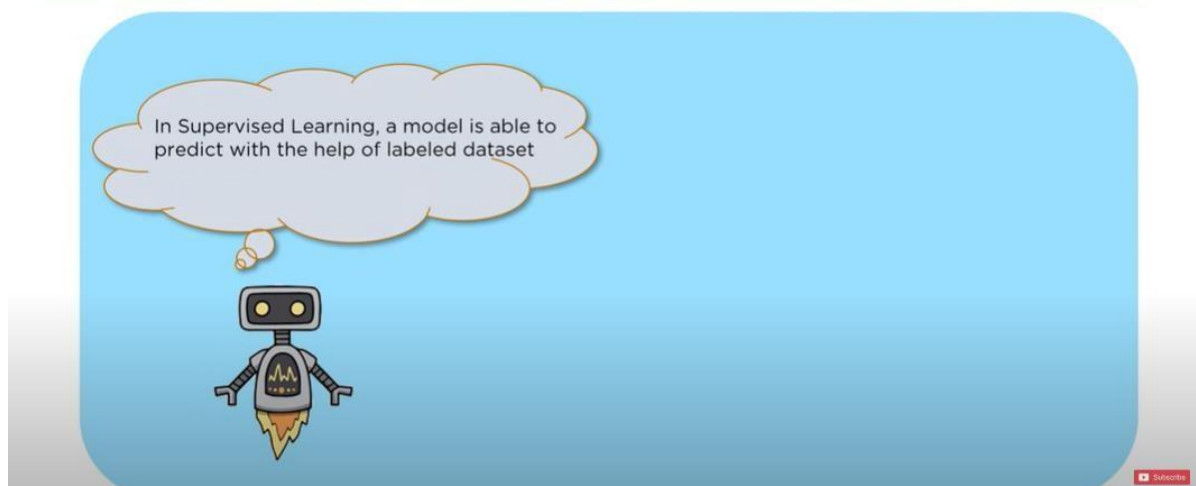 In Supervised Learning, a model is able to
predict with the help of labeled dataset
Subscribe